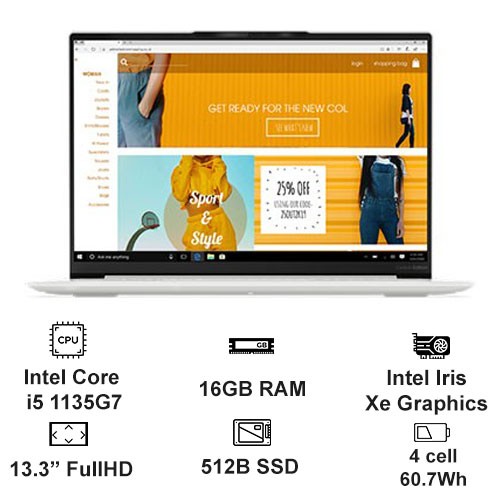 WOMAN
login shopping bag
GET READY FOR THE NEW COL
SEE WHAT'S NEW
Sport
&
Style
25% OFF
USING OUR CODE:
25OUT2K19
Ask me anything
CPU
Intel Core
i5 1135G7
GB
16GB RAM
Intel Iris
Xe Graphics
13.3” FullHD
512B SSD
4 cell
60.7Wh